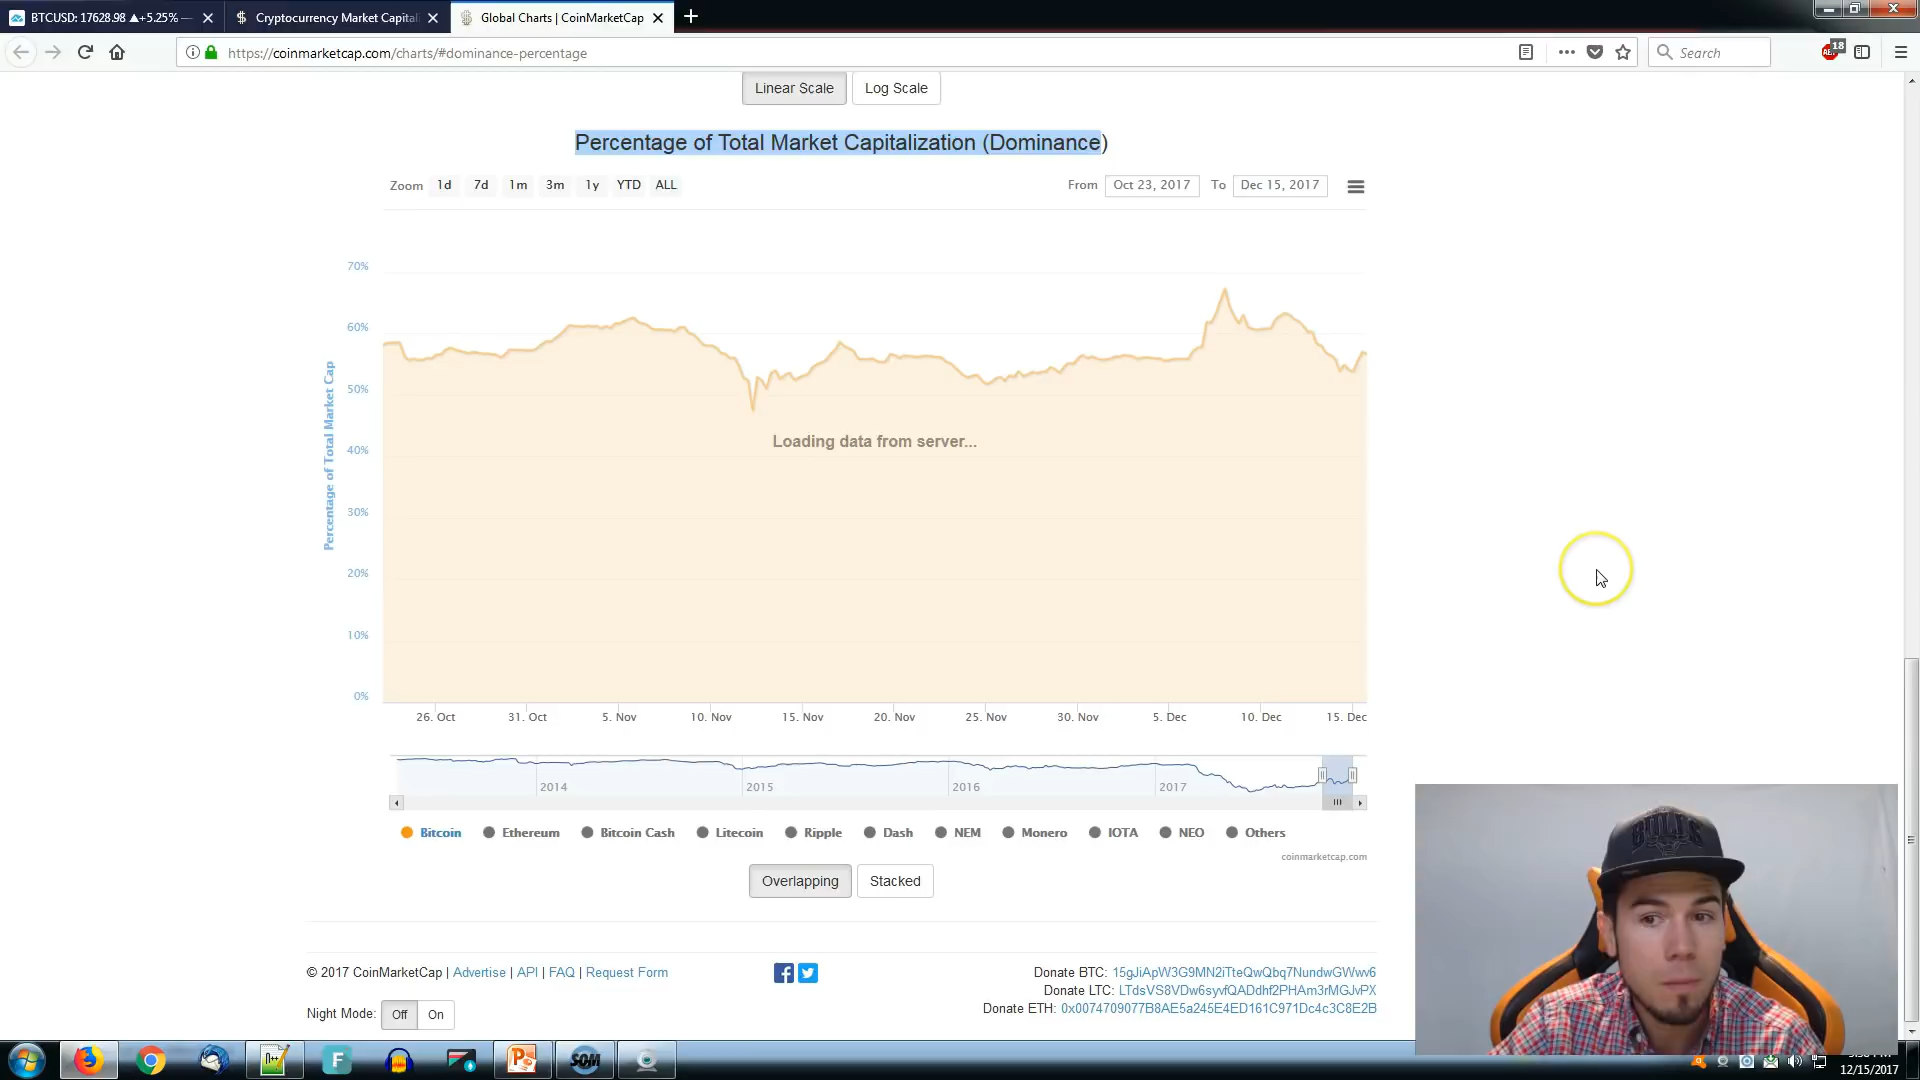 BTCUSD: 17628.98 ▲+5.25% —
Cryptocurrency Market Capital
Global Charts | CoinMarketCap
https://coinmarketcap.com/charts/#dominance-percentage
Search
18
Linear Scale
Log Scale
Percentage of Total Market Capitalization (Dominance)
Zoom 1d 7d 1m 3m 1y YTD ALL
From Oct 23, 2017 To Dec 15, 2017
Percentage of Total Market Cap
70%
60%
50%
40%
30%
20%
10%
0%
Loading data from server...
26. Oct 31. Oct 5. Nov 10. Nov 15. Nov 20. Nov 25. Nov 30. Nov 5. Dec 10. Dec 15. Dec
2014 2015 2016 2017
Bitcoin Ethereum Bitcoin Cash Litecoin Ripple Dash NEM Monero IOTA NEO Others
coinmarketcap.com
Overlapping
Stacked
© 2017 CoinMarketCap | Advertise | API | FAQ | Request Form
Donate BTC: 15gJiApW3G9MN2iTteQwQbq7NundwGWwv6
Donate LTC: LTdsVS8VDw6syvfQADdhf2PHAm3rMGJvPX
Donate ETH: 0x0074709077B8AE5a245E4ED161C971Dc4c3C8E2B
Night Mode: Off On
BULLS
F
SOM
12/15/2017